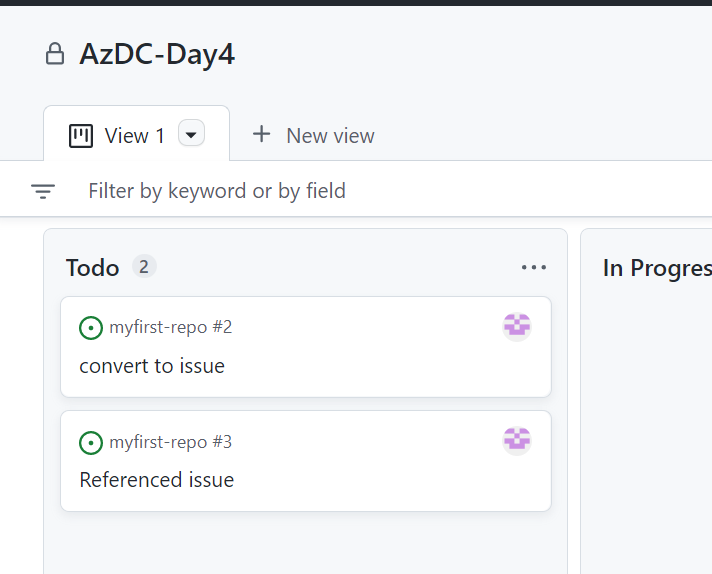 AzDC-Day4
View 1
New view
Filter by keyword or by field
Todo 2
In Progres
myfirst-repo #2
convert to issue
myfirst-repo #3
Referenced issue